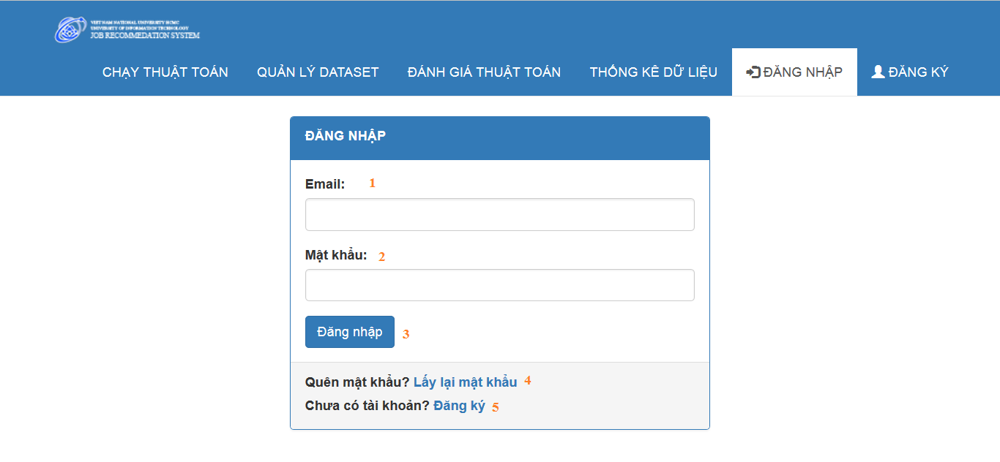 VIETNAM NATIONAL UNIVERSITY HCMC
UNIVERSITY OF INFORMATION TECHNOLOGY
JOB RECOMMEDATION SYSTEM
CHẠY THUẬT TOÁN QUẢN LÝ DATASET ĐÁNH GIÁ THUẬT TOÁN THỐNG KÊ DỮ LIỆU ĐĂNG NHẬP ĐĂNG KÝ
ĐĂNG NHẬP
Email: 1
Mật khẩu: 2
Đăng nhập 3
Quên mật khẩu? Lấy lại mật khẩu 4
Chưa có tài khoản? Đăng ký 5